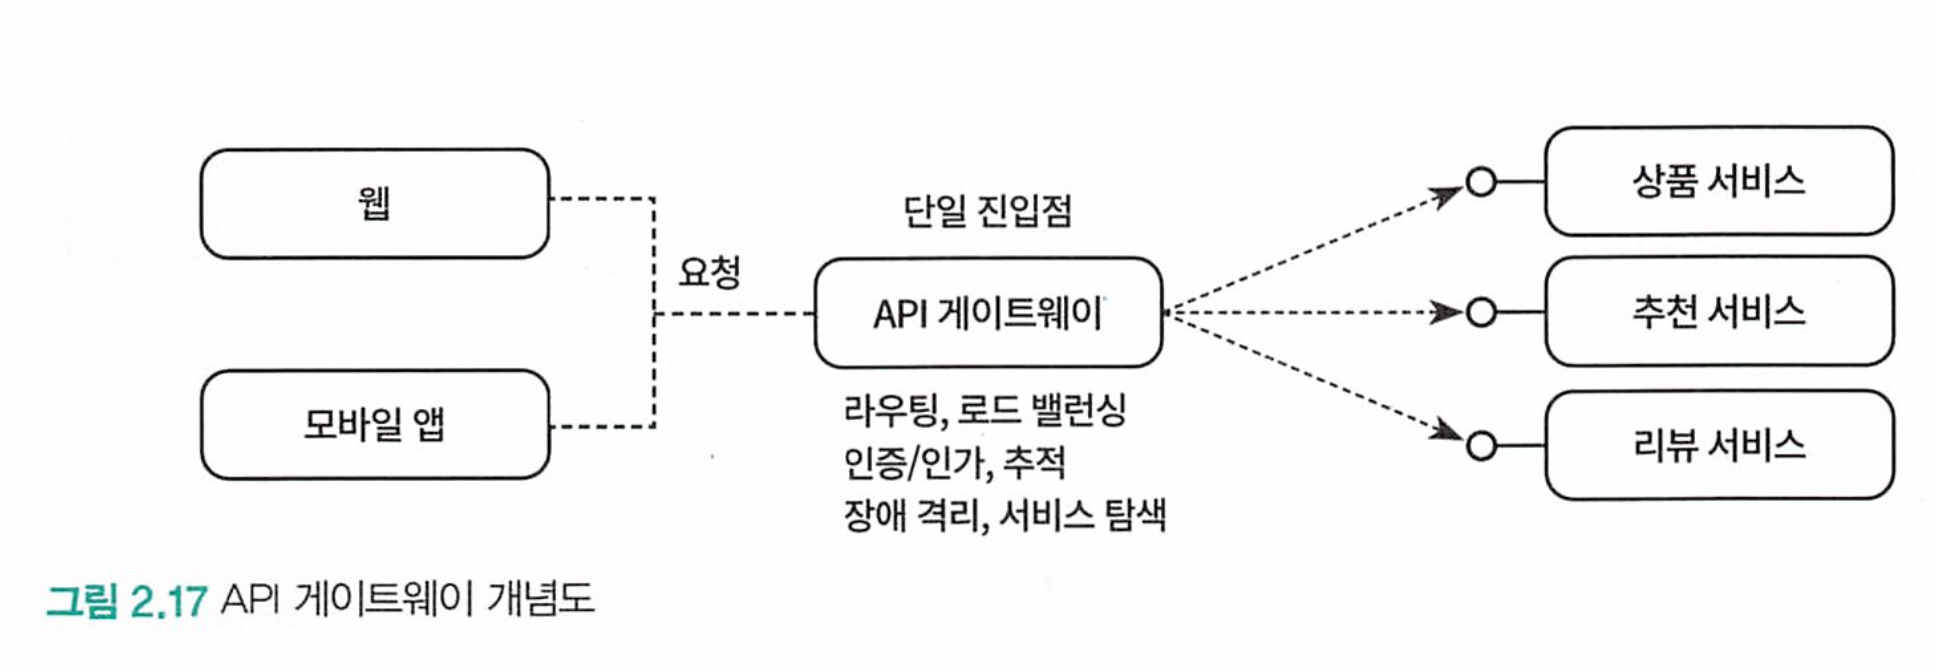 웹
모바일 앱
요청
단일 진입점
API 게이트웨이
라우팅, 로드 밸런싱
인증/인가, 추적
장애 격리, 서비스 탐색
상품 서비스
추천 서비스
리뷰 서비스
그림 2.17 API 게이트웨이 개념도